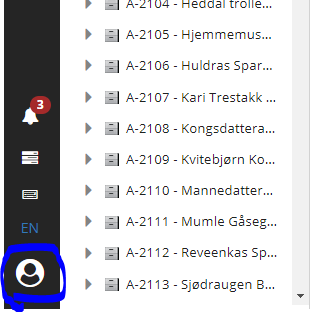 A-2104 - Heddal trolle...
A-2105 - Hjemmemus...
A-2106 - Huldras Spar...
A-2107 - Kari Trestakk ...
A-2108 - Kongsdattera...
A-2109 - Kvitebjørn Ko...
A-2110 - Mannedatter...
A-2111 - Mumle Gåseg...
A-2112 - Reveenkas Sp...
A-2113 - Sjødraugen B...
3
EN